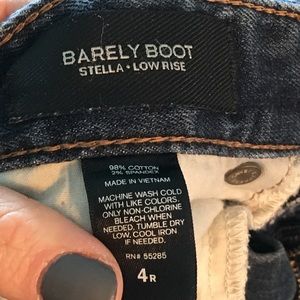 BARELY BOOT
STELLA • LOW RISE
98% COTTON
2% SPANDEX
MADE IN VIETNAM
MACHINE WASH COLD
WITH LIKE COLORS.
ONLY NON-CHLORINE
BLEACH WHEN
NEEDED. TUMBLE DRY
LOW. COOL IRON
IF NEEDED.
RN# 55285
4R